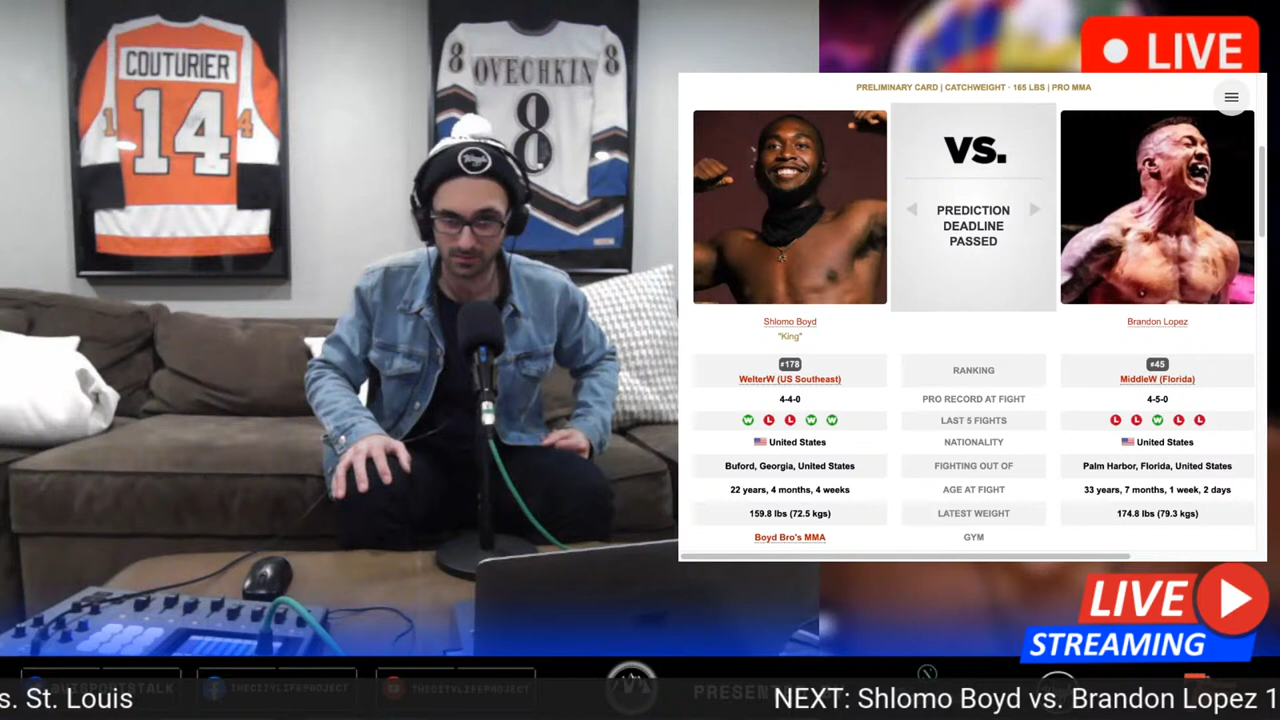 COUTURIER
14
14
4
8 OVECHKIN 8
8
LIVE
PRELIMINARY CARD | CATCHWEIGHT · 165 LBS | PRO MMA
VS.
PREDICTION
DEADLINE
PASSED
Shlomo Boyd
"King"
Brandon Lopez
#178
WelterW (US Southeast)
RANKING
#45
MiddleW (Florida)
4-4-0
PRO RECORD AT FIGHT
4-5-0
W L L W W
LAST 5 FIGHTS
L L W L L
United States
NATIONALITY
United States
Buford, Georgia, United States
FIGHTING OUT OF
Palm Harbor, Florida, United States
22 years, 4 months, 4 weeks
AGE AT FIGHT
33 years, 7 months, 1 week, 2 days
159.8 lbs (72.5 kgs)
LATEST WEIGHT
174.8 lbs (79.3 kgs)
Boyd Bro's MMA
GYM
LIVE
STREAMING
THECITYLIFEPROJECT
THECITYLIFEPROJECT
s. St. Louis
NEXT: Shlomo Boyd vs. Brandon Lopez 1